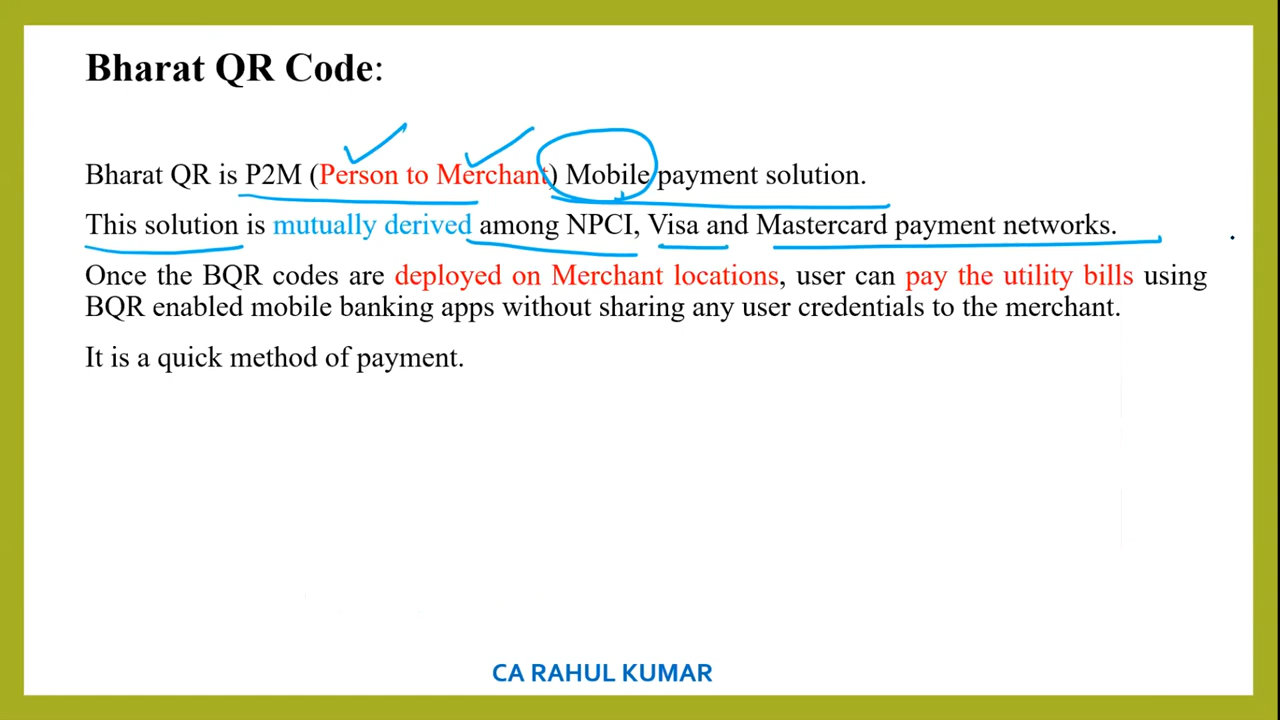 Bharat QR Code:
Bharat QR is P2M (Person to Merchant) Mobile payment solution.
This solution is mutually derived among NPCI, Visa and Mastercard payment networks.
Once the BQR codes are deployed on Merchant locations, user can pay the utility bills using
BQR enabled mobile banking apps without sharing any user credentials to the merchant.
It is a quick method of payment.
CA RAHUL KUMAR